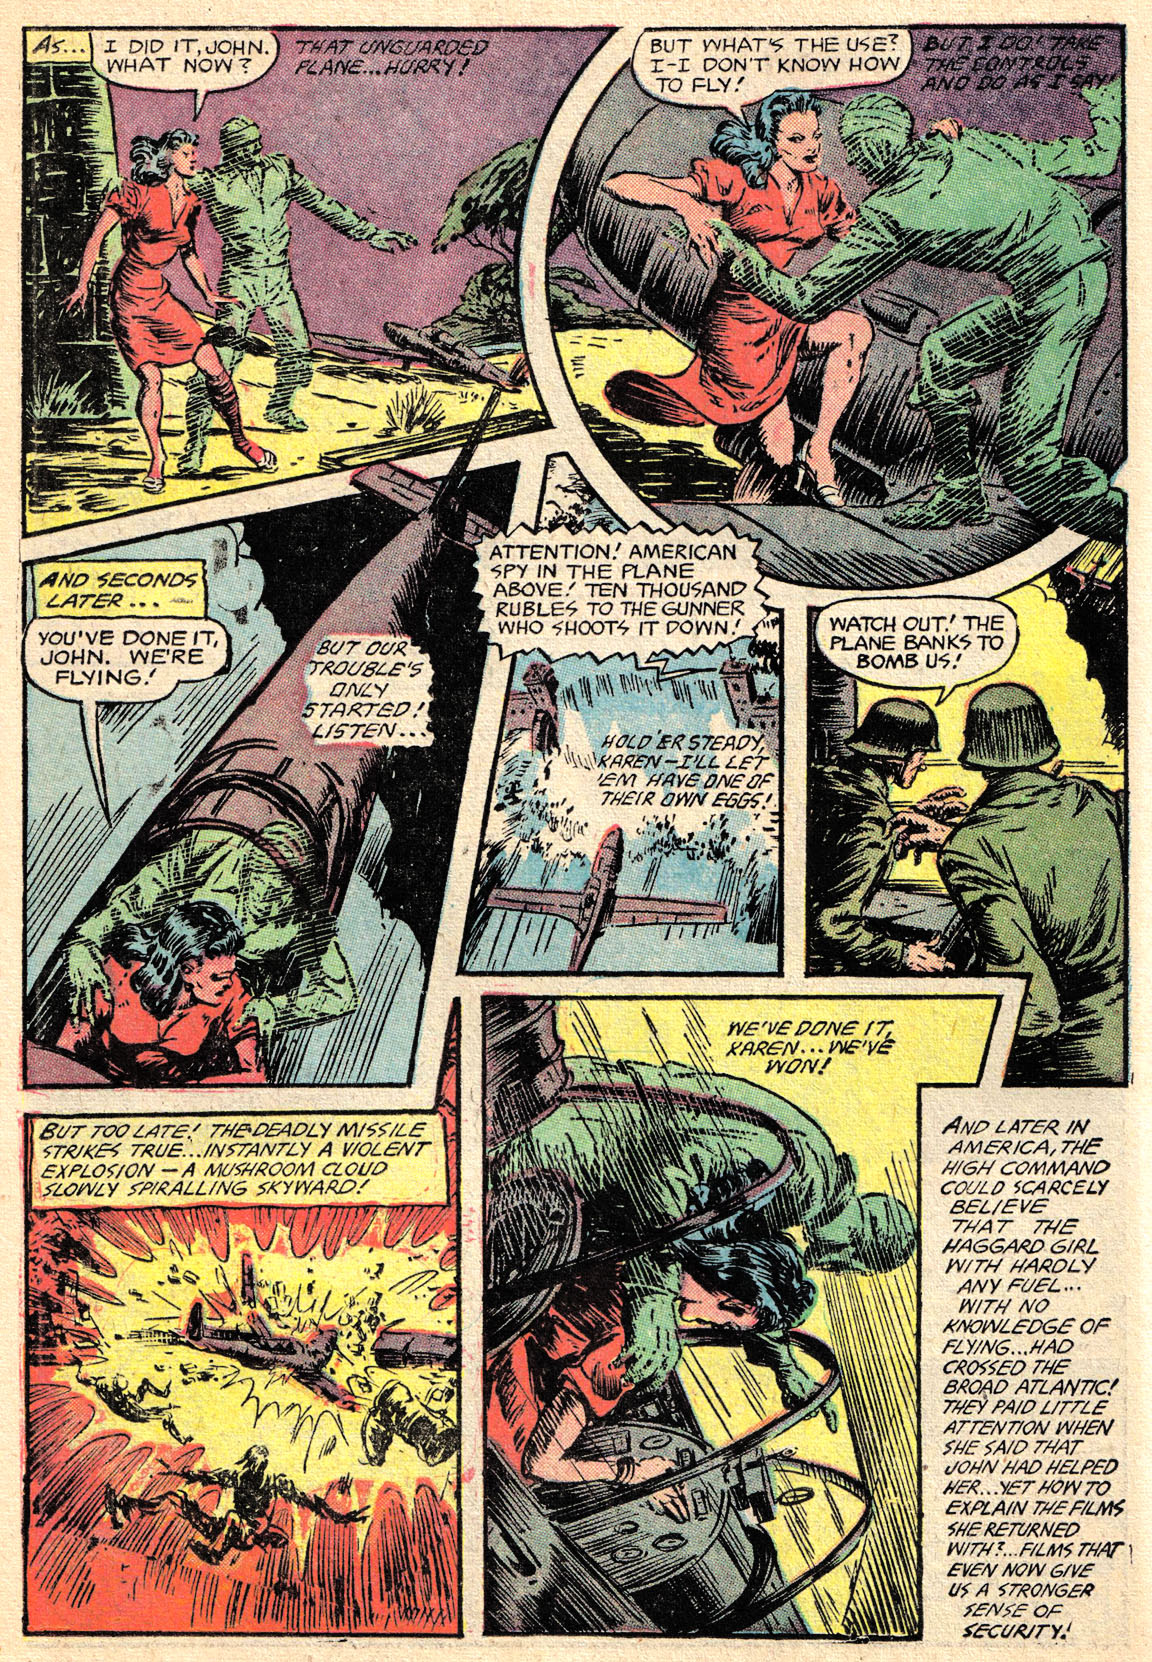 AS...
I DID IT, JOHN.
WHAT NOW?
THAT UNGUARDED
PLANE...HURRY!
BUT WHAT'S THE USE?
I-I DON'T KNOW HOW
TO FLY!
BUT I DO! TAKE
THE CONTROLS
AND DO AS I SAY!
AND SECONDS
LATER...
YOU'VE DONE IT,
JOHN. WE'RE
FLYING!
BUT OUR
TROUBLE'S
ONLY
STARTED!
LISTEN...
ATTENTION! AMERICAN
SPY IN THE PLANE
ABOVE! TEN THOUSAND
RUBLES TO THE GUNNER
WHO SHOOTS IT DOWN!
HOLD 'ER STEADY,
KAREN-I'LL LET
'EM HAVE ONE OF
THEIR OWN EGGS!
WATCH OUT! THE
PLANE BANKS TO
BOMB US!
BUT TOO LATE! THE DEADLY MISSILE
STRIKES TRUE...INSTANTLY A VIOLENT
EXPLOSION - A MUSHROOM CLOUD
SLOWLY SPIRALLING SKYWARD!
WE'VE DONE IT,
KAREN...WE'VE
WON!
AND LATER IN
AMERICA, THE
HIGH COMMAND
COULD SCARCELY
BELIEVE
THAT THE
HAGGARD GIRL
WITH HARDLY
ANY FUEL...
WITH NO
KNOWLEDGE OF
FLYING...HAD
CROSSED THE
BROAD ATLANTIC!
THEY PAID LITTLE
ATTENTION WHEN
SHE SAID THAT
JOHN HAD HELPED
HER...YET HOW TO
EXPLAIN THE FILMS
SHE RETURNED
WITH?...FILMS THAT
EVEN NOW GIVE
US A STRONGER
SENSE OF
SECURITY!